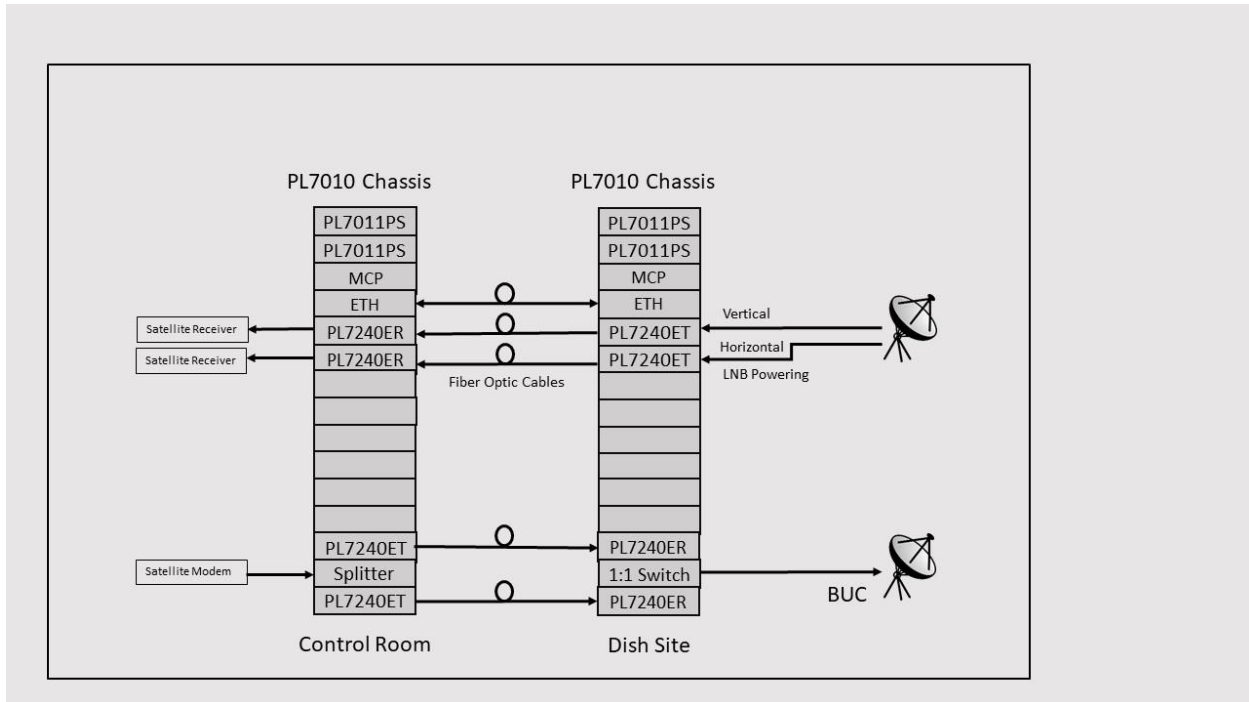 PL7010 Chassis
PL7010 Chassis
PL7011PS
PL7011PS
PL7011PS
PL7011PS
MCP
MCP
ETH
ETH
Vertical
Satellite Receiver
PL7240ER
PL7240ET
Horizontal
Satellite Receiver
PL7240ER
PL7240ET
LNB Powering
Fiber Optic Cables
PL7240ET
PL7240ER
Satellite Modem
Splitter
1:1 Switch
BUC
PL7240ET
PL7240ER
Control Room
Dish Site